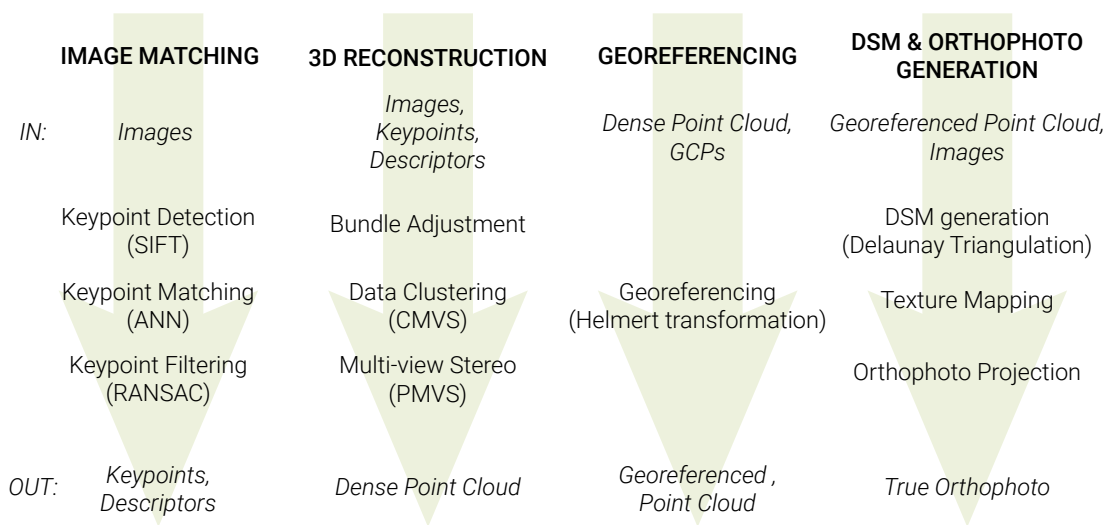 IMAGE MATCHING
3D RECONSTRUCTION
GEOREFERENCING
DSM & ORTHOPHOTO
GENERATION
IN:
Images
Images,
Keypoints,
Descriptors
Dense Point Cloud,
GCPs
Georeferenced Point Cloud,
Images
Keypoint Detection
(SIFT)
Bundle Adjustment
DSM generation
(Delaunay Triangulation)
Keypoint Matching
(ANN)
Data Clustering
(CMVS)
Georeferencing
(Helmert transformation)
Texture Mapping
Keypoint Filtering
(RANSAC)
Multi-view Stereo
(PMVS)
Orthophoto Projection
OUT:
Keypoints,
Descriptors
Dense Point Cloud
Georeferenced ,
Point Cloud
True Orthophoto